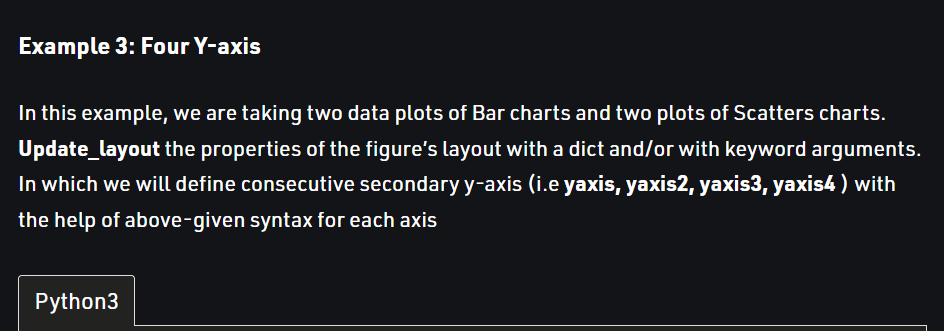 Example 3: Four Y-axis
In this example, we are taking two data plots of Bar charts and two plots of Scatters charts.
Update_layout the properties of the figure's layout with a dict and/or with keyword arguments.
In which we will define consecutive secondary y-axis (i.e yaxis, yaxis2, yaxis3, yaxis4 ) with
the help of above-given syntax for each axis
Python3